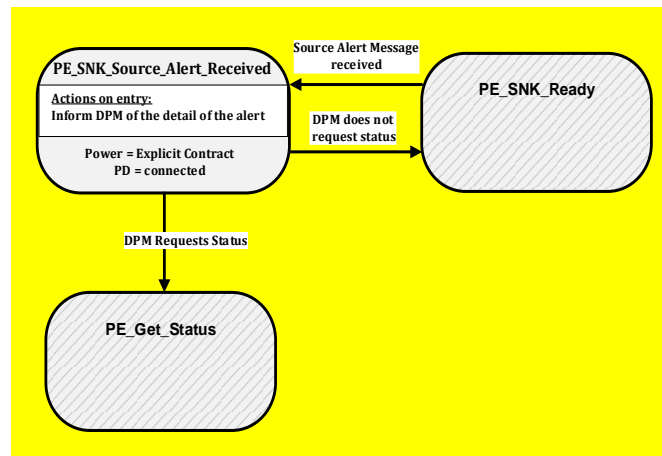 Source Alert Message
received
PE_SNK_Source_Alert_Received
PE_SNK_Ready
Actions on entry:
Inform DPM of the detail of the alert
DPM does not
request status
Power = Explicit Contract
PD = connected
DPM Requests Status
PE_Get_Status